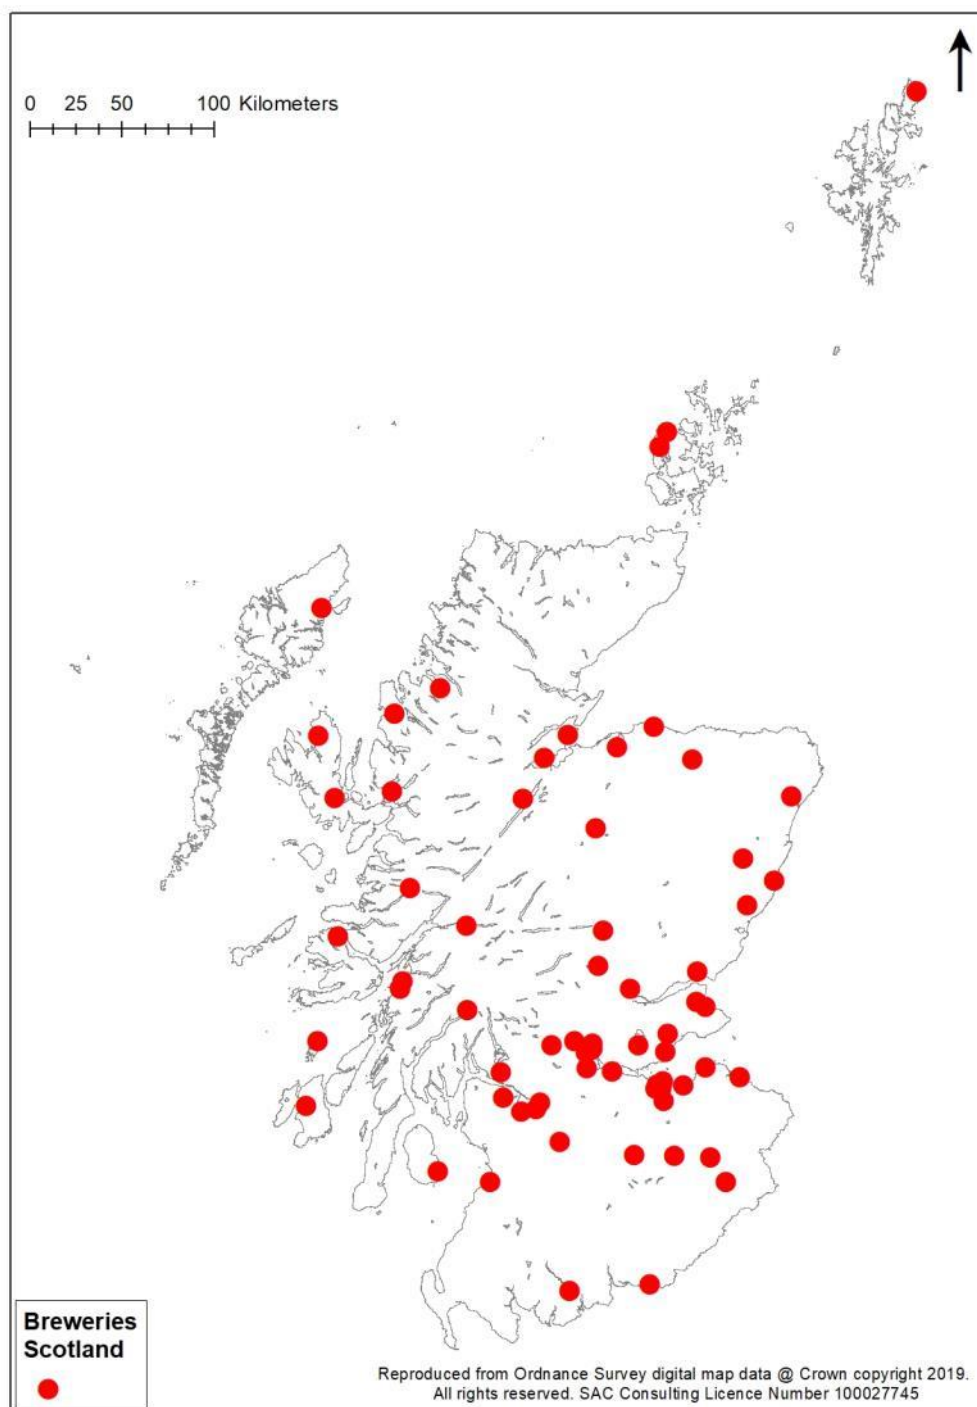 0 25 50 100 Kilometers
Breweries
Scotland
Reproduced from Ordnance Survey digital map data @ Crown copyright 2019.
All rights reserved. SAC Consulting Licence Number 100027745